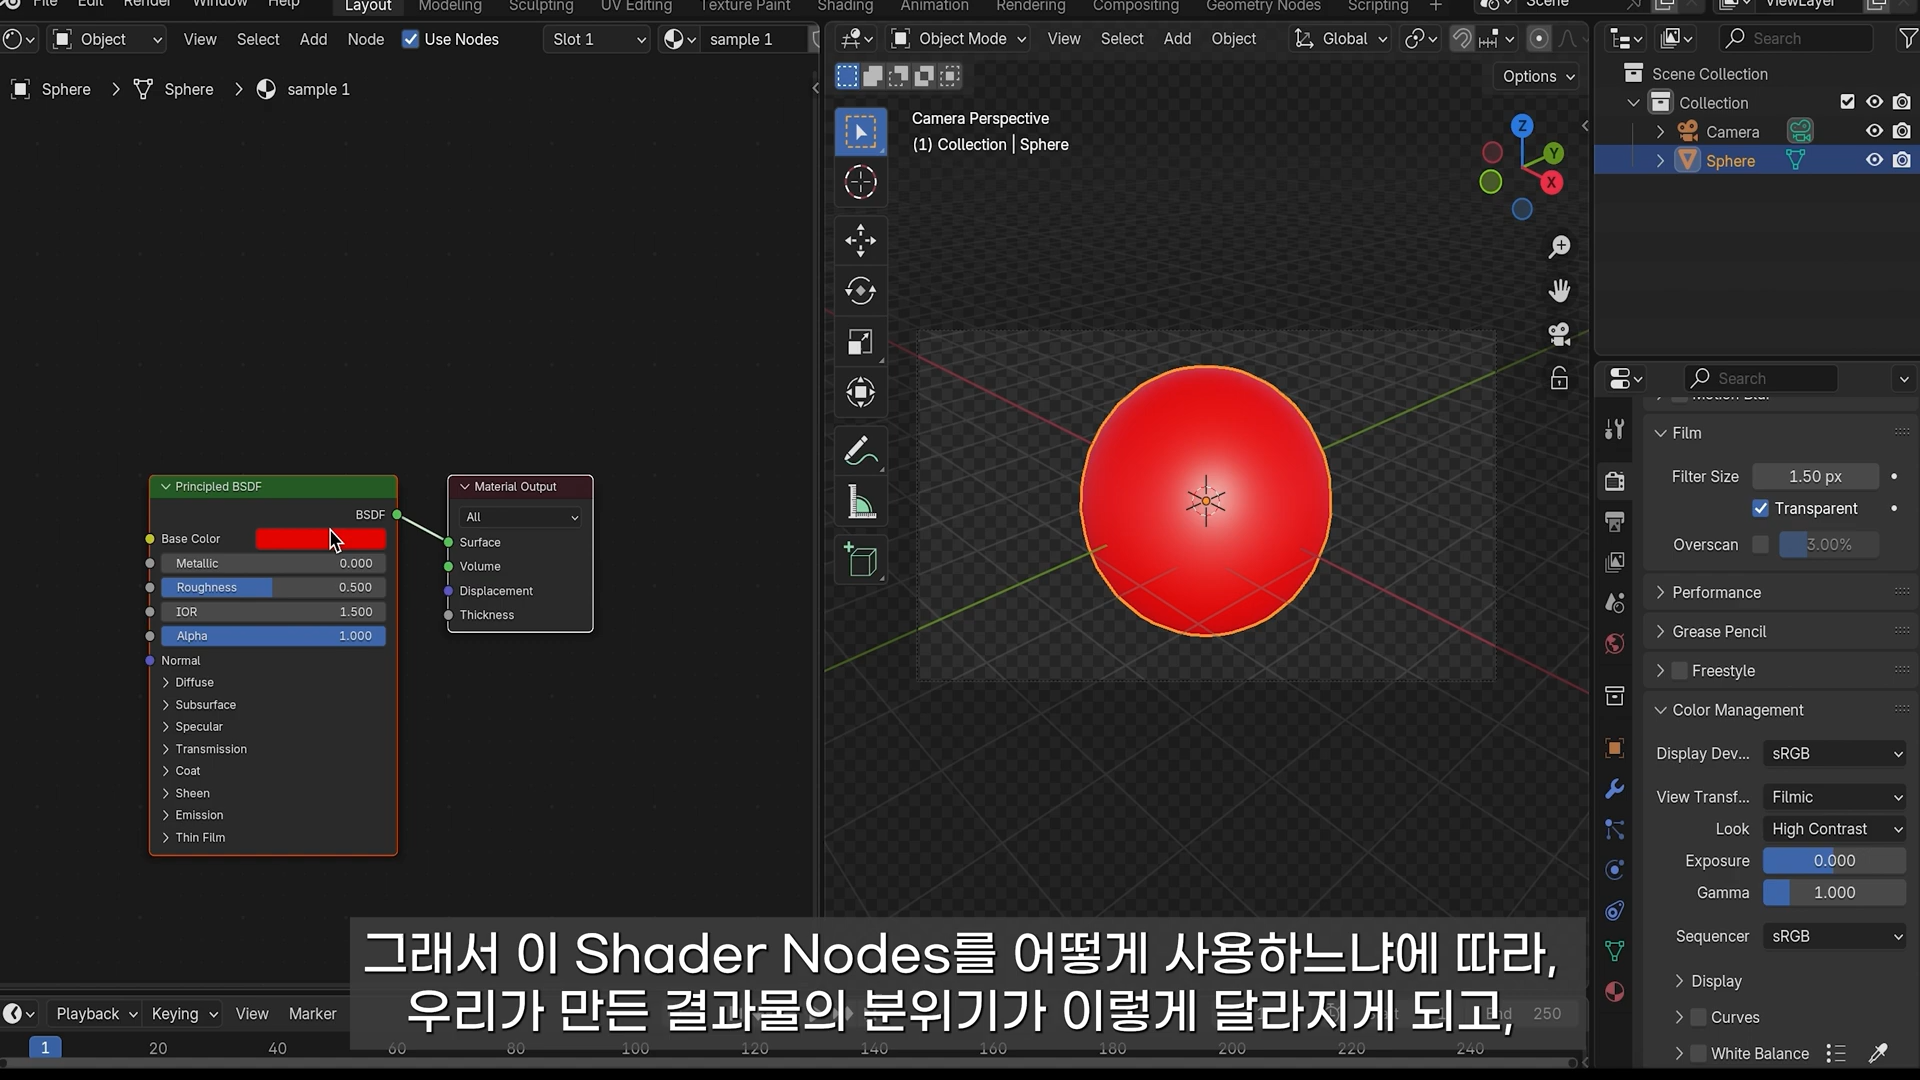 File Edit Render Window Help Layout Modeling Sculpting UV Editing Texture Paint Shading Animation Rendering Compositing Geometry Nodes Scripting + Scene ViewLayer
Object View Select Add Node Use Nodes Slot 1 sample 1
Object Mode View Select Add Object Global
Search
Options
Sphere > Sphere > sample 1
Camera Perspective
(1) Collection | Sphere
Z
Y
X
Scene Collection
Collection
Camera
Sphere
Principled BSDF
BSDF
Base Color
Metallic 0.000
Roughness 0.500
IOR 1.500
Alpha 1.000
Normal
Diffuse
Subsurface
Specular
Transmission
Coat
Sheen
Emission
Thin Film
Material Output
All
Surface
Volume
Displacement
Thickness
Search
Motion Blur
Film
Filter Size 1.50 px
Transparent
Overscan 3.00%
Performance
Grease Pencil
Freestyle
Color Management
Display Dev... sRGB
View Transf... Filmic
Look High Contrast
Exposure 0.000
Gamma 1.000
Sequencer sRGB
Display
Curves
White Balance
그래서 이 Shader Nodes를 어떻게 사용하느냐에 따라,
우리가 만든 결과물의 분위기가 이렇게 달라지게 되고,
Playback Keying View Marker
End 250
1 20 40 60 80 100 120 140 160 180 200 220 240